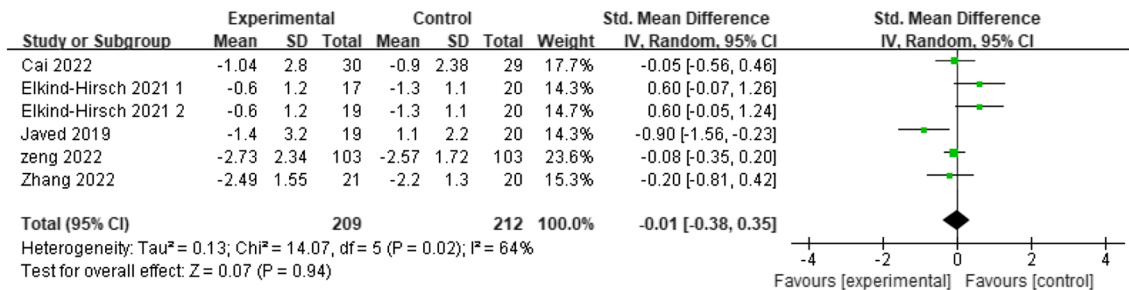 Experimental Control Std. Mean Difference Std. Mean Difference
Study or Subgroup Mean SD Total Mean SD Total Weight IV, Random, 95% CI IV, Random, 95% CI
Cai 2022 -1.04 2.8 30 -0.9 2.38 29 17.7% -0.05 [-0.56, 0.46]
Elkind-Hirsch 2021 1 -0.6 1.2 17 -1.3 1.1 20 14.3% 0.60 [-0.07, 1.26]
Elkind-Hirsch 2021 2 -0.6 1.2 19 -1.3 1.1 20 14.7% 0.60 [-0.05, 1.24]
Javed 2019 -1.4 3.2 19 1.1 2.2 20 14.3% -0.90 [-1.56, -0.23]
zeng 2022 -2.73 2.34 103 -2.57 1.72 103 23.6% -0.08 [-0.35, 0.20]
Zhang 2022 -2.49 1.55 21 -2.2 1.3 20 15.3% -0.20 [-0.81, 0.42]
Total (95% CI) 209 212 100.0% -0.01 [-0.38, 0.35]
Heterogeneity: Tau² = 0.13; Chi² = 14.07, df = 5 (P = 0.02); I² = 64%
Test for overall effect: Z = 0.07 (P = 0.94)
-4 -2 0 2 4
Favours [experimental] Favours [control]